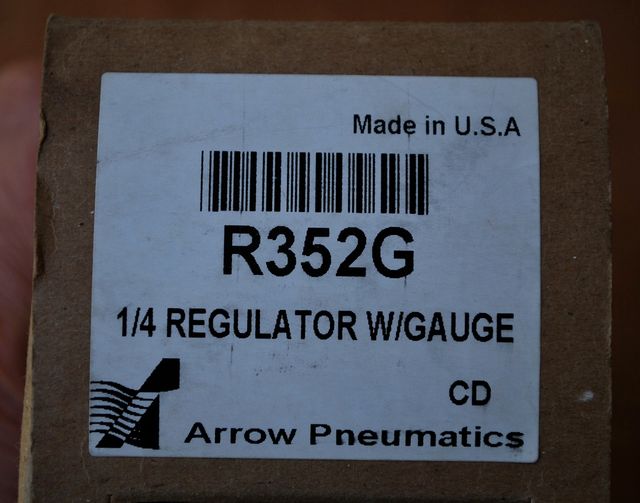 Made in U.S.A
R352G
1/4 REGULATOR W/GAUGE
CD
Arrow Pneumatics